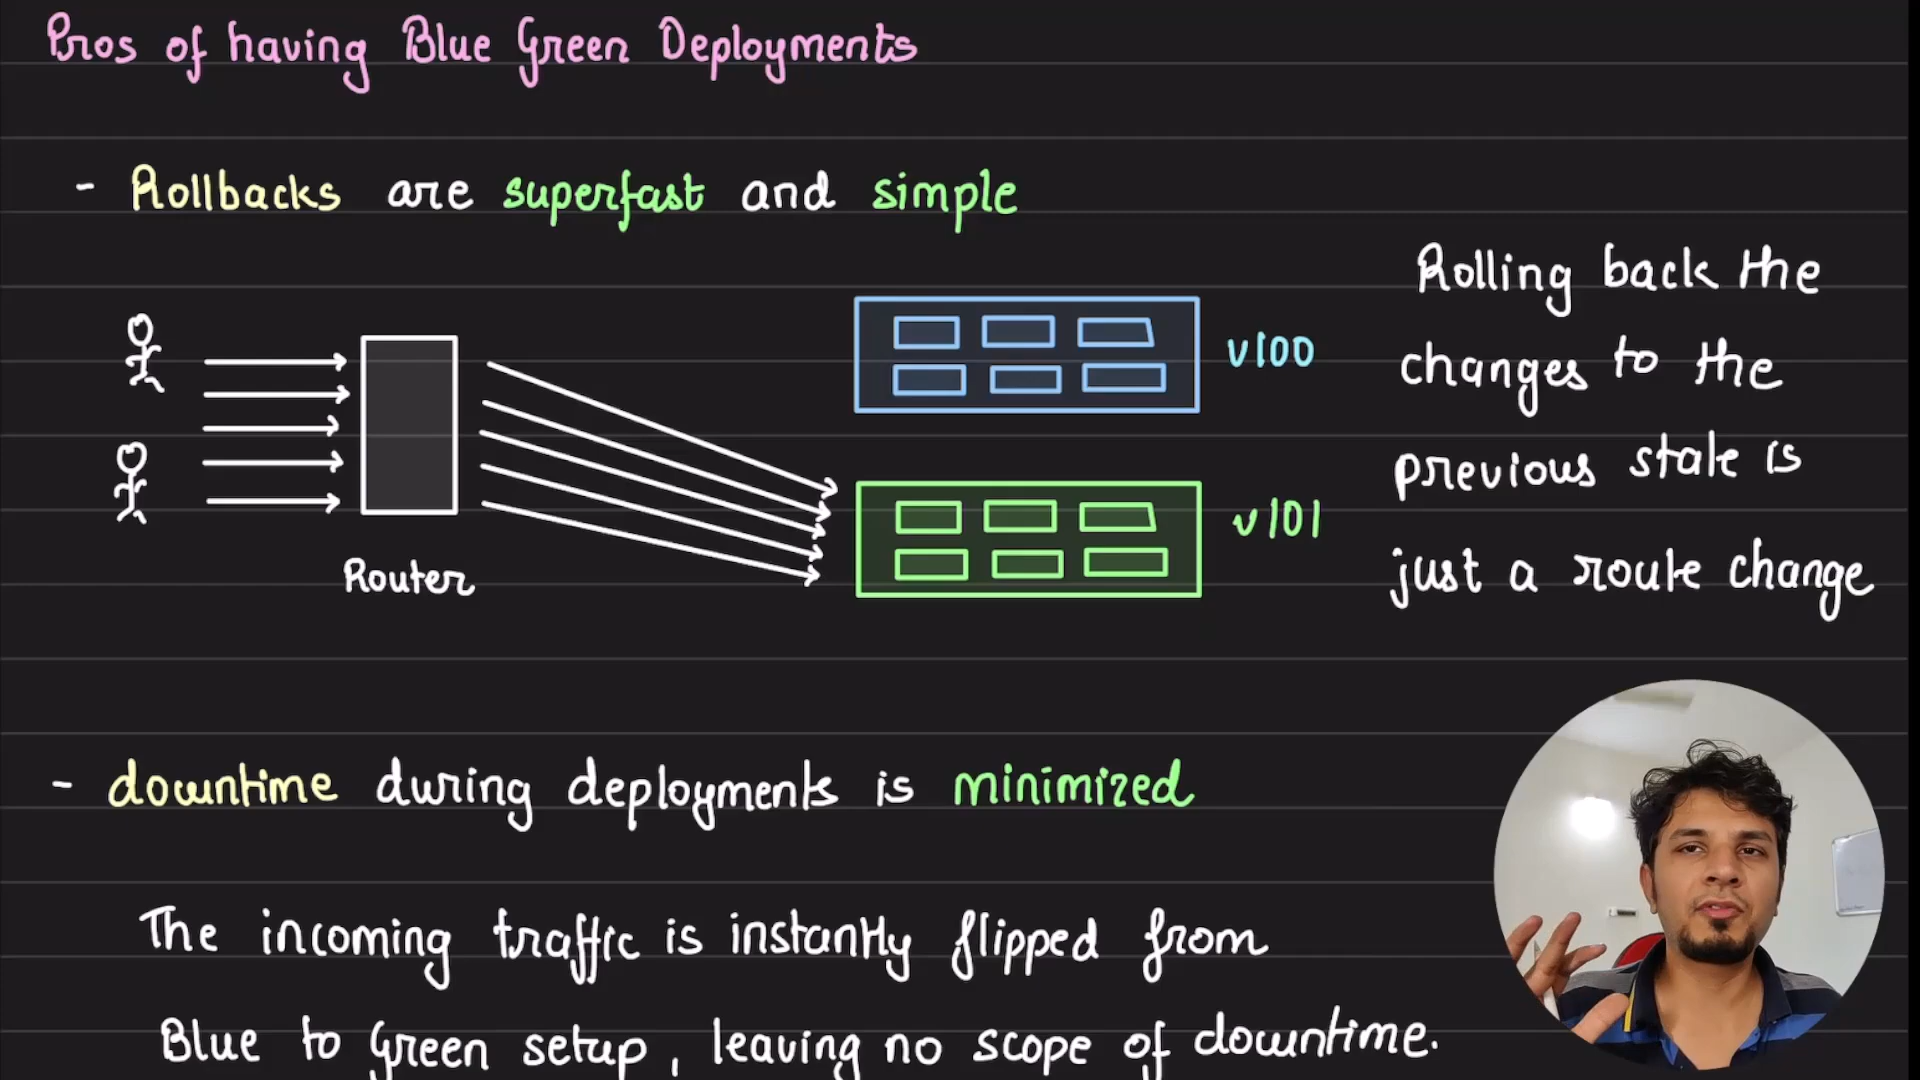 Pros of having Blue Green Deployments
- Rollbacks are superfast and simple
Rolling back the
changes to the
previous state is
just a route change
v100
v101
Router
- downtime during deployments is minimized
The incoming traffic is instantly flipped from
Blue to Green setup, leaving no scope of downtime.